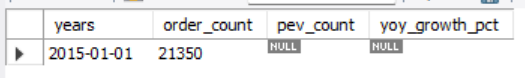 years order_count pev_count yoy_growth_pct
2015-01-01 21350 NULL NULL